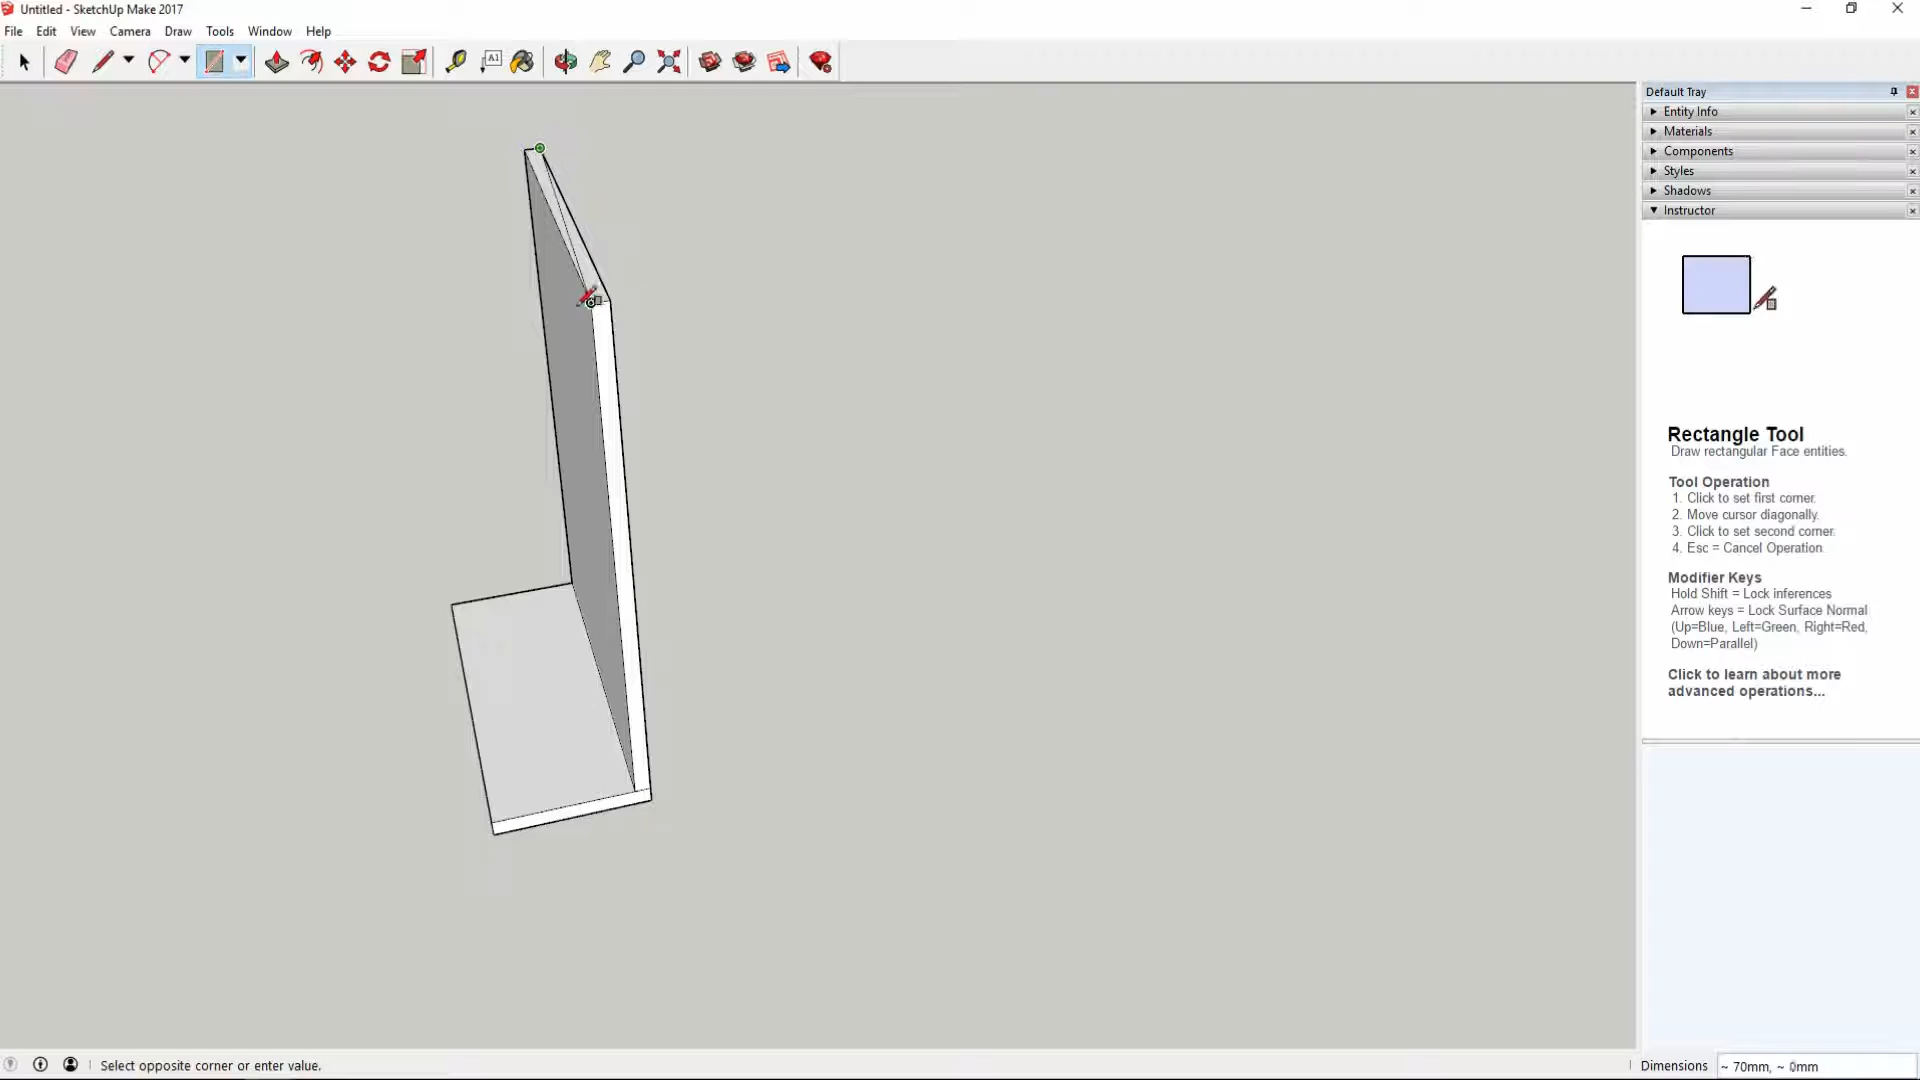 Untitled - SketchUp Make 2017
File Edit View Camera Draw Tools Window Help
A1
Default Tray
Entity Info
Materials
Components
Styles
Shadows
Instructor
Rectangle Tool
Draw rectangular Face entities.
Tool Operation
1. Click to set first corner.
2. Move cursor diagonally.
3. Click to set second corner.
4. Esc = Cancel Operation
Modifier Keys
Hold Shift = Lock inferences
Arrow keys = Lock Surface Normal
(Up=Blue, Left=Green, Right=Red,
Down=Parallel)
Click to learn about more
advanced operations...
Select opposite corner or enter value.
Dimensions ~ 70mm, ~ 0mm